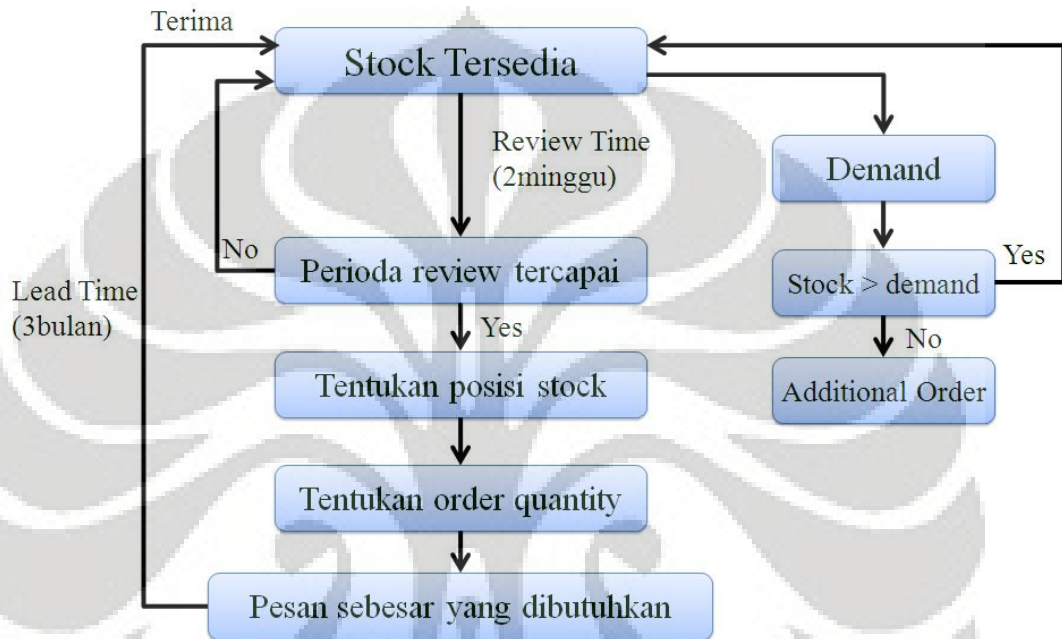 Terima
Stock Tersedia
Review Time
(2minggu)
Demand
No
Perioda review tercapai
Stock > demand
Yes
Lead Time
(3bulan)
Yes
No
Tentukan posisi stock
Additional Order
Tentukan order quantity
Pesan sebesar yang dibutuhkan